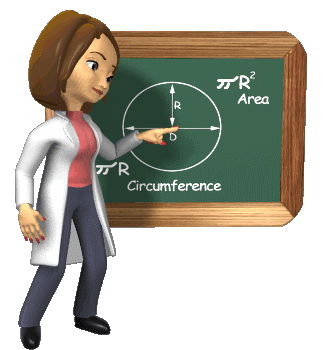 πR²
Area
R
D
πR
Circumference